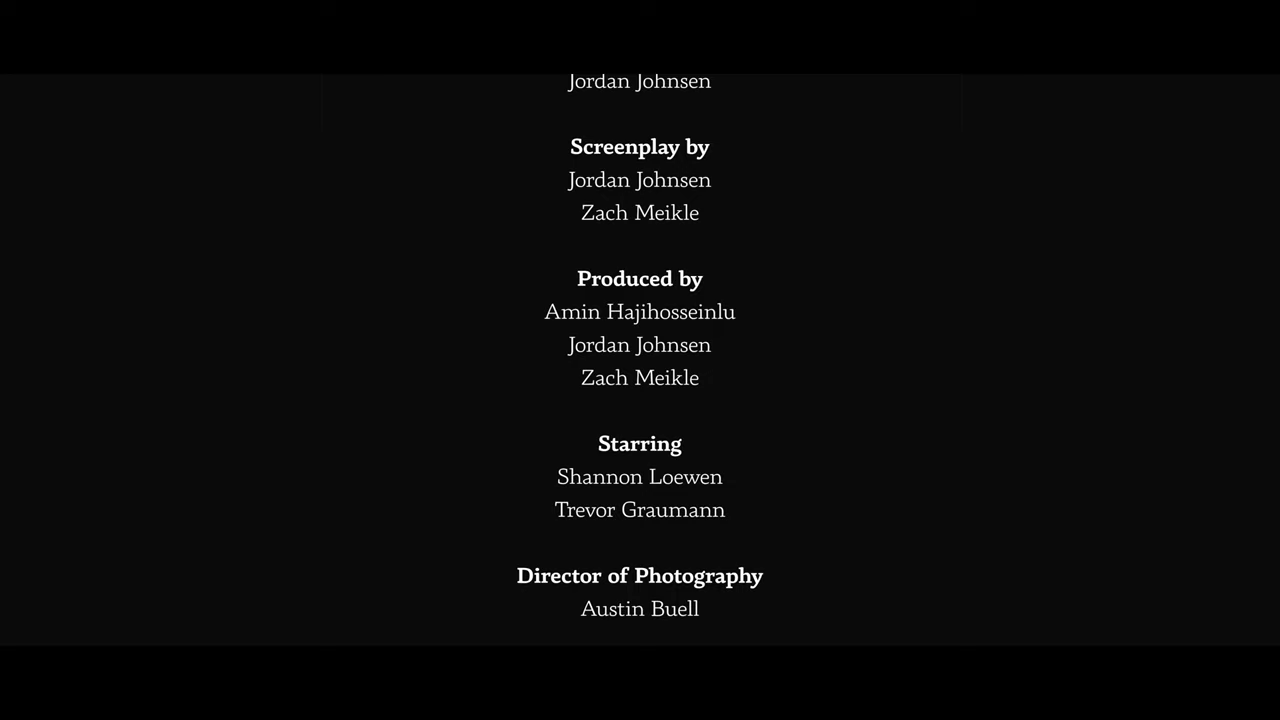 Jordan Johnsen
Screenplay by
Jordan Johnsen
Zach Meikle
Produced by
Amin Hajihosseinlu
Jordan Johnsen
Zach Meikle
Starring
Shannon Loewen
Trevor Graumann
Director of Photography
Austin Buell